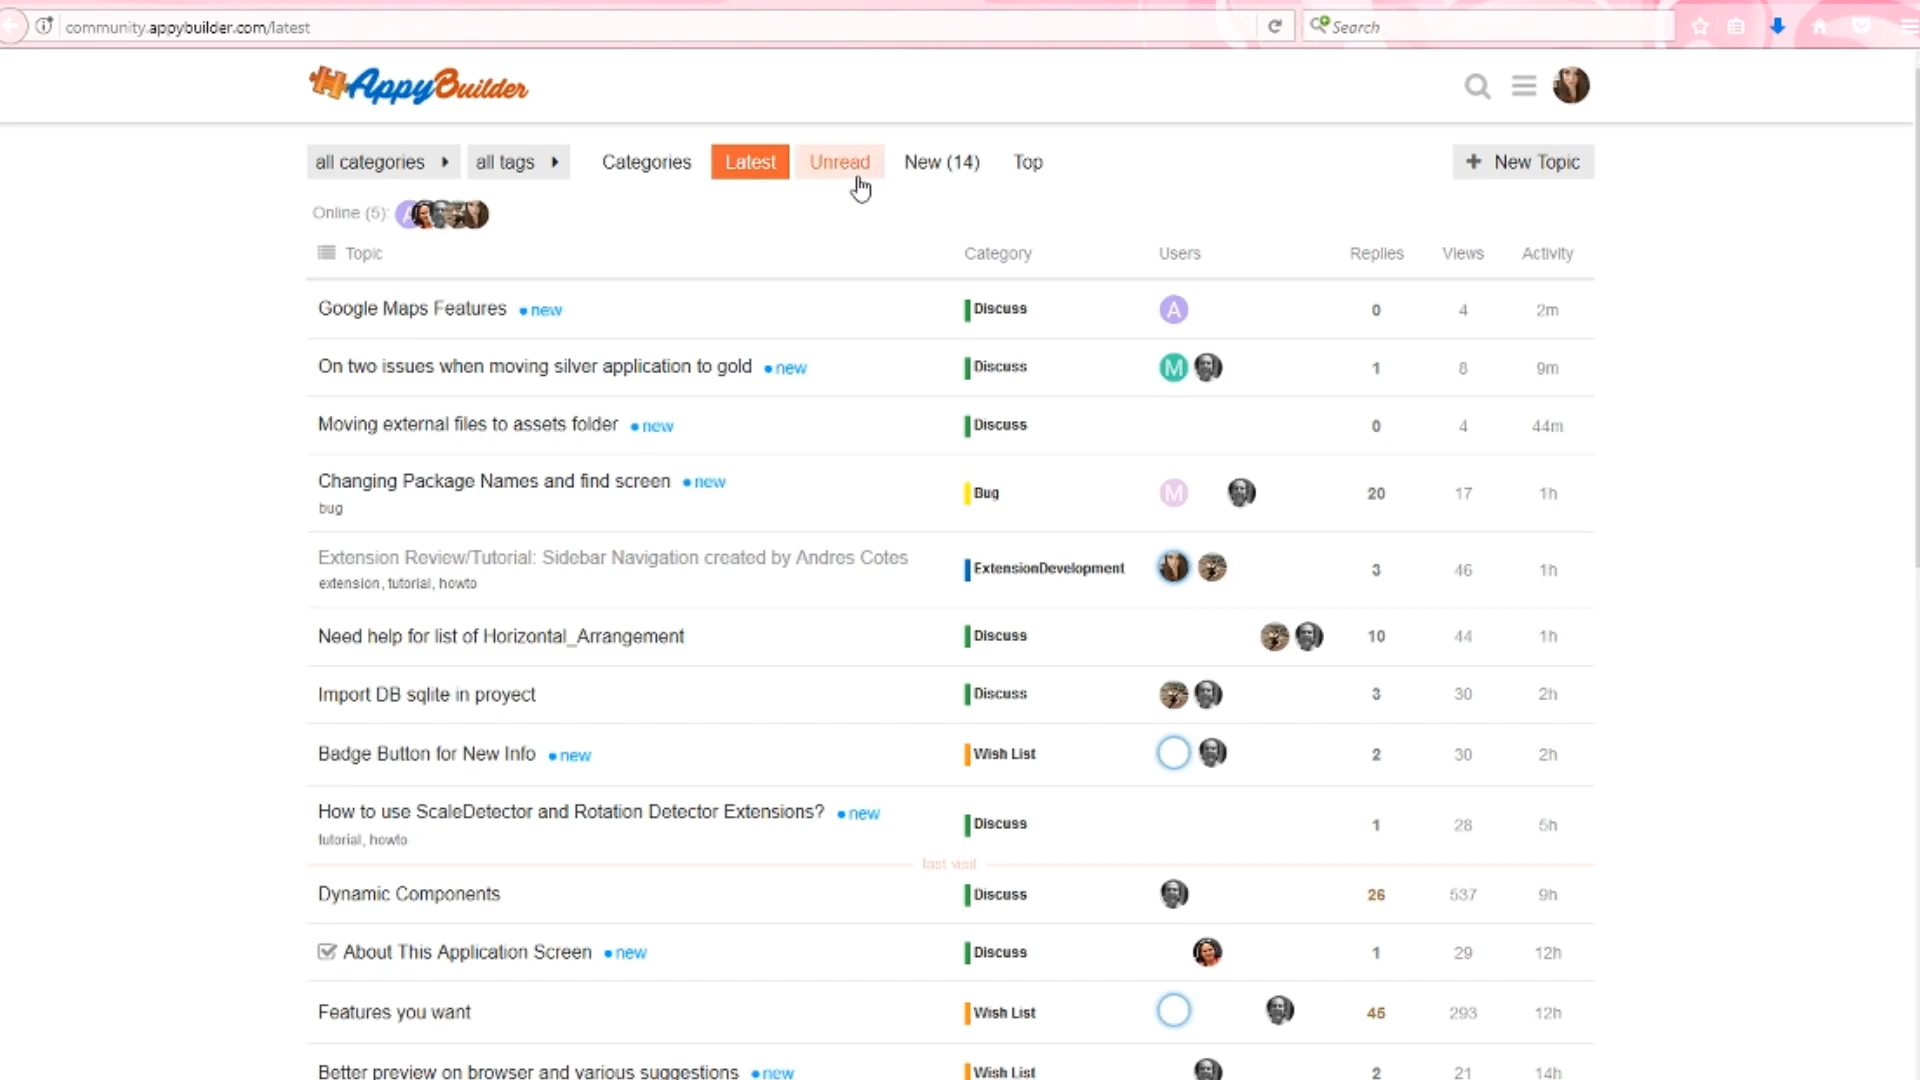 community.appybuilder.com/latest
Search
AppyBuilder
all categories
all tags
Categories
Latest
Unread
New (14)
Top
+ New Topic
Online (5):
A
Topic
Category
Users
Replies
Views
Activity
Google Maps Features • new
Discuss
A
0
4
2m
On two issues when moving silver application to gold • new
Discuss
M
1
8
9m
Moving external files to assets folder • new
Discuss
0
4
44m
Changing Package Names and find screen • new
bug
Bug
M
20
17
1h
Extension Review/Tutorial: Sidebar Navigation created by Andres Cotes
extension, tutorial, howto
ExtensionDevelopment
3
46
1h
Need help for list of Horizontal_Arrangement
Discuss
10
44
1h
Import DB sqlite in proyect
Discuss
3
30
2h
Badge Button for New Info • new
Wish List
2
30
2h
How to use ScaleDetector and Rotation Detector Extensions? • new
tutorial, howto
Discuss
1
28
5h
last visit
Dynamic Components
Discuss
26
537
9h
About This Application Screen • new
Discuss
1
29
12h
Features you want
Wish List
45
293
12h
Better preview on browser and various suggestions • new
Wish List
2
21
14h